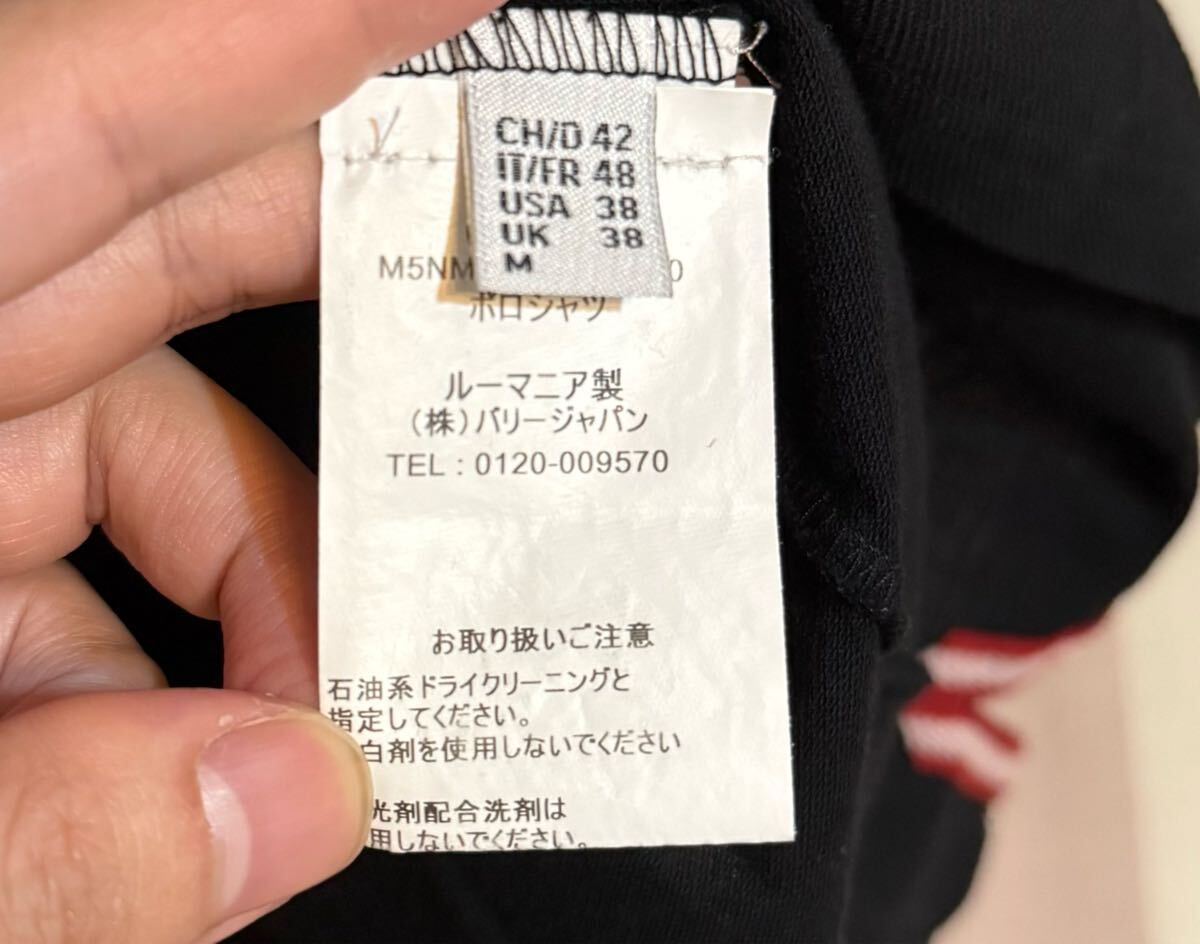 CH/D 42
IT/FR 48
USA 38
UK 38
M
M5NM 0
ポロシャツ
ルーマニア製
(株)バリージャパン
TEL : 0120-009570
お取り扱いご注意
石油系ドライクリーニングと
指定してください。
白剤を使用しないでください
光剤配合洗剤は
用しないでください。